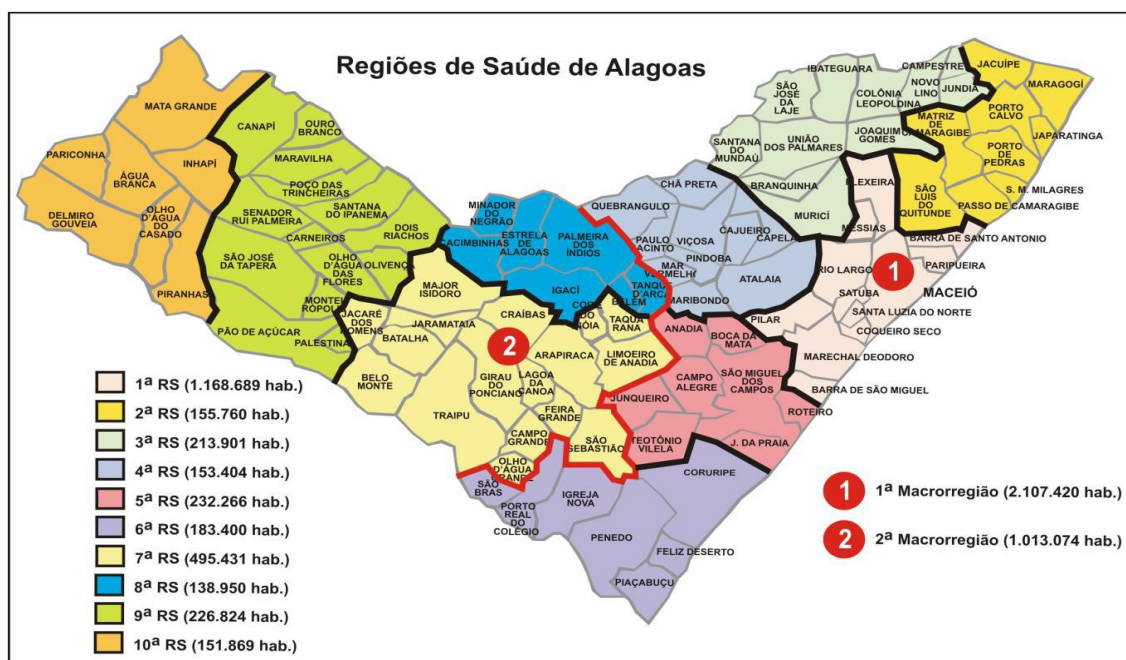 Regiões de Saúde de Alagoas
MATA GRANDE
CANAPÍ
OURO
BRANCO
PARICONHA
INHAPÍ
MARAVILHA
ÁGUA
BRANCA
POÇO DAS
TRINCHEIRAS
DELMIRO
GOUVEIA
OLHO
D'ÁGUA
DO
CASADO
SENADOR
RUI PALMEIRA
SANTANA
DO IPANEMA
CARNEIROS
DOIS
RIACHOS
PIRANHAS
SÃO JOSÉ
DA TAPERA
OLHO
D'ÁGUA
DAS
FLORES
OLIVENÇA
MONTEI
RÓPOLI
PÃO DE AÇÚCAR
PALESTINA
JACARÉ
DOS
HOMENS
MAJOR
ISIDORO
JARAMATAIA
BATALHA
BELO
MONTE
TRAIPU
MINADOR
DO
NEGRÃO
CACIMBINHAS
ESTRELA
DE
ALAGOAS
PALMEIRA
DOS
ÍNDIOS
IGACÍ
BELÉM
TANQUE
D'ARCA
CRAÍBAS
2
ARAPIRACA
TAQUA
RANA
LIMOEIRO
DE ANADIA
GIRAU
DO
PONCIANO
LAGOA
DA
CANOA
FEIRA
GRANDE
CAMPO
GRANDE
OLHO
D'ÁGUA
GRANDE
SÃO
SEBASTIÃO
SÃO
BRAS
PORTO
REAL
DO
COLÉGIO
IGREJA
NOVA
PENEDO
PIAÇABUÇU
FELIZ DESERTO
CORURIPE
QUEBRANGULO
CHÃ PRETA
PAULO
JACINTO
VIÇOSA
CAJUEIRO
CAPELA
PINDOBA
MAR
VERMELHO
ATALAIA
MARIBONDO
ANADIA
BOCA DA
MATA
CAMPO
ALEGRE
SÃO MIGUEL
DOS
CAMPOS
JUNQUEIRO
TEOTÔNIO
VILELA
J. DA PRAIA
ROTEIRO
PILAR
SÃO
JOSÉ
DA
LAJE
IBATEGUARA
CAMPESTRE
COLÔNIA
LEOPOLDINA
NOVO
LINO
JUNDIÁ
SANTANA
DO
MUNDAÚ
UNIÃO
DOS PALMARES
JOAQUIM
GOMES
BRANQUINHA
MURICÍ
JACUÍPE
MARAGOGÍ
MATRIZ
DE
CAMARAGIBE
PORTO
CALVO
JAPARATINGA
PORTO
DE
PEDRAS
SÃO
LUIS
DO
QUITUNDE
S. M. MILAGRES
PASSO DE CAMARAGIBE
FLEXEIRA
MESSIAS
BARRA DE SANTO ANTONIO
RIO LARGO
1
PARIPUEIRA
SATUBA
MACEIÓ
SANTA LUZIA DO NORTE
COQUEIRO SECO
MARECHAL DEODORO
BARRA DE SÃO MIGUEL
1ª RS (1.168.689 hab.)
2ª RS (155.760 hab.)
3ª RS (213.901 hab.)
4ª RS (153.404 hab.)
5ª RS (232.266 hab.)
6ª RS (183.400 hab.)
7ª RS (495.431 hab.)
8ª RS (138.950 hab.)
9ª RS (226.824 hab.)
10ª RS (151.869 hab.)
1 1ª Macrorregião (2.107.420 hab.)
2 2ª Macrorregião (1.013.074 hab.)